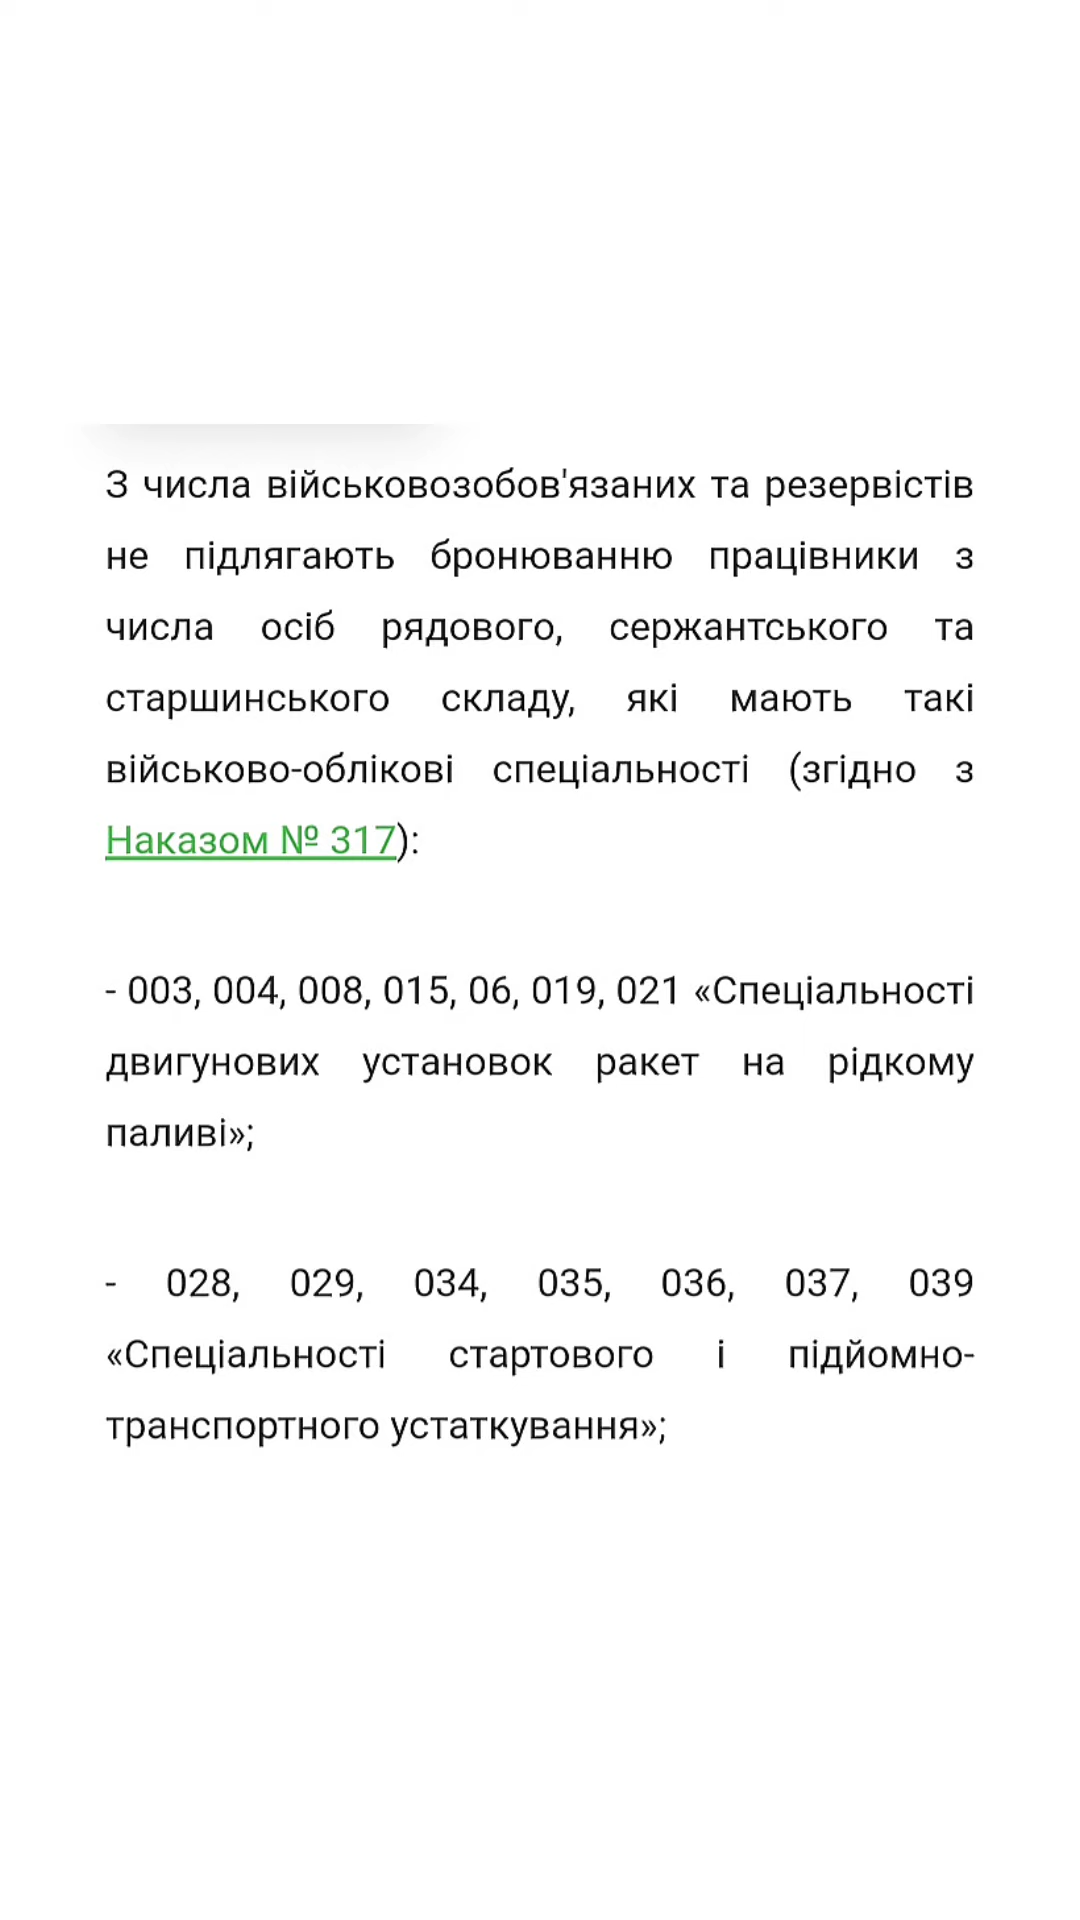 З числа військовозобов'язаних та резервістів
не підлягають бронюванню працівники з
числа осіб рядового, сержантського та
старшинського складу, які мають такі
військово-облікові спеціальності (згідно з
Наказом № 317):
- 003, 004, 008, 015, 06, 019, 021 «Спеціальності
двигунових установок ракет на рідкому
паливі»;
- 028, 029, 034, 035, 036, 037, 039
«Спеціальності стартового і підйомно-
транспортного устаткування»;